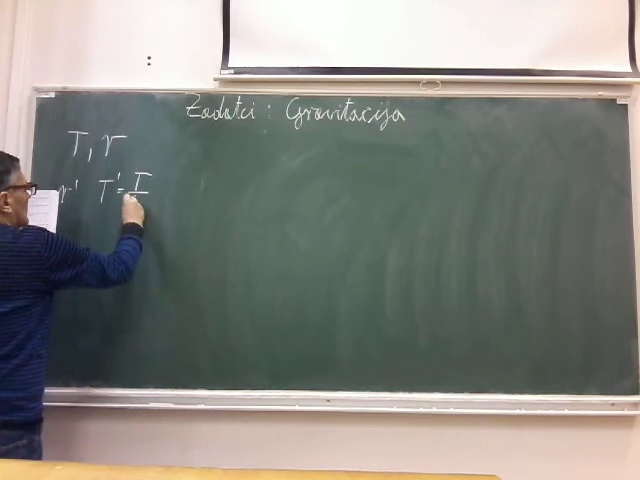 Zadatci : Gravitacija
T, r
r' T' = T